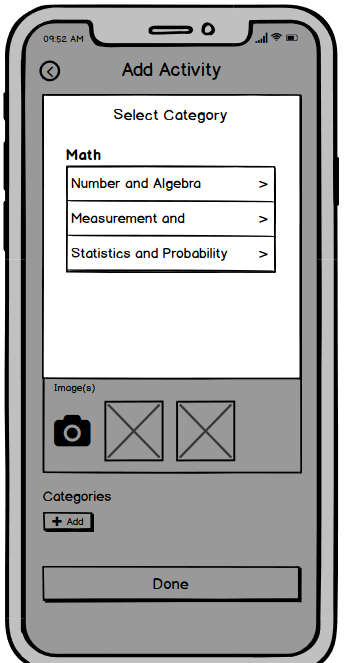 09:52 AM
Add Activity
Select Category
Math
Number and Algebra >
Measurement and >
Statistics and Probability >
Image(s)
Categories
+ Add
Done